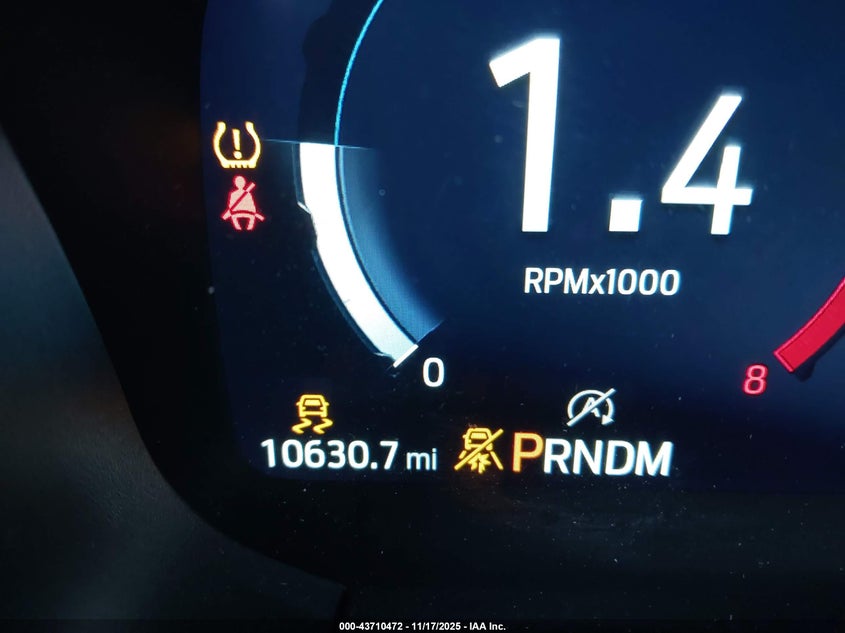 1.4
RPMx1000
0
8
10630.7 mi
PRNDM
000-43710472 - 11/17/2025 - IAA Inc.